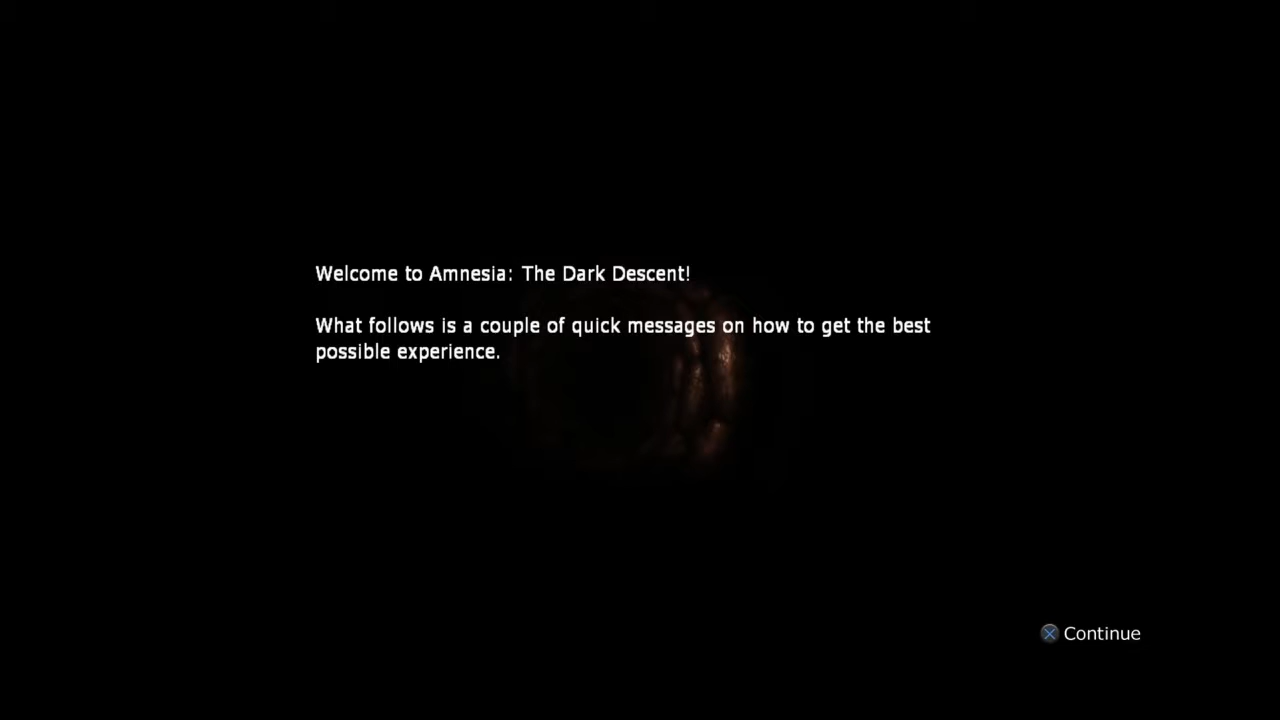 Welcome to Amnesia: The Dark Descent!
What follows is a couple of quick messages on how to get the best
possible experience.
Continue